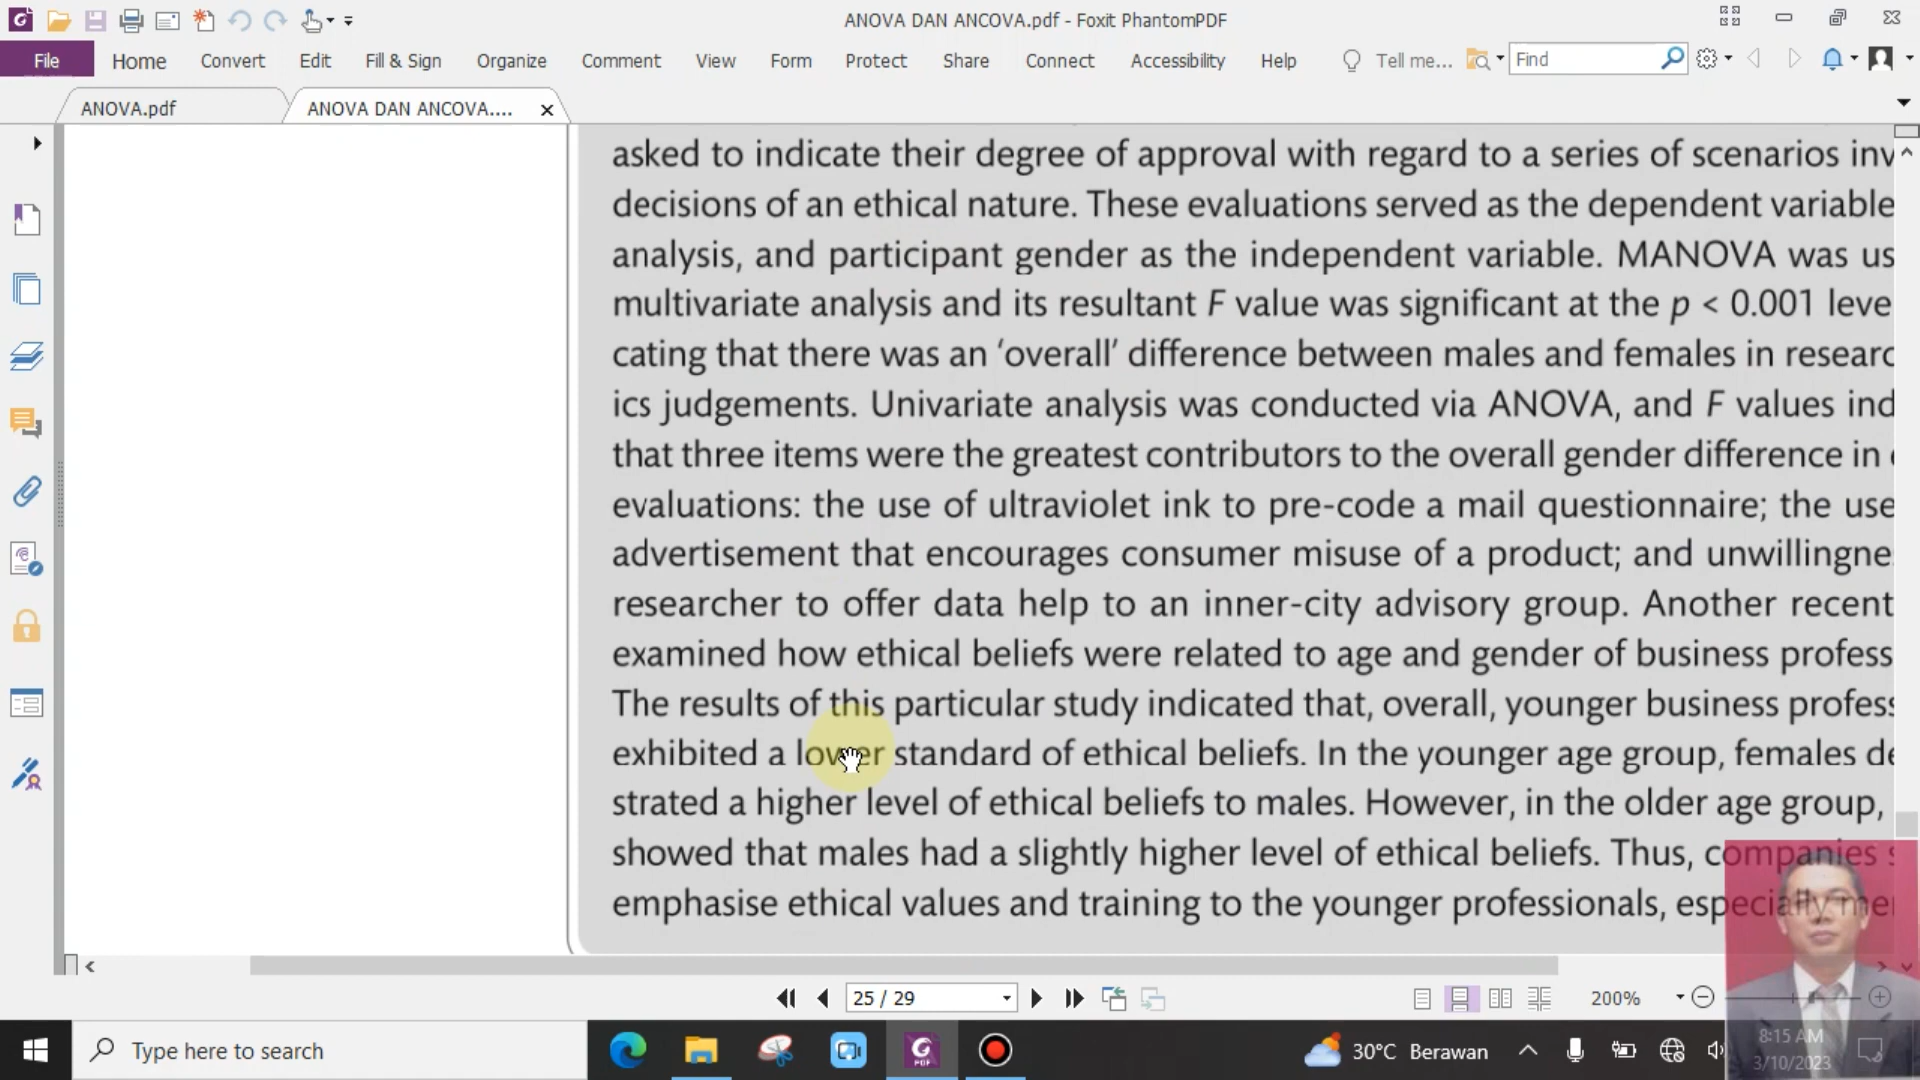 ANOVA DAN ANCOVA.pdf - Foxit PhantomPDF
File Home Convert Edit Fill & Sign Organize Comment View Form Protect Share Connect Accessibility Help Tell me... Find
ANOVA.pdf ANOVA DAN ANCOVA....
asked to indicate their degree of approval with regard to a series of scenarios inv
decisions of an ethical nature. These evaluations served as the dependent variable
analysis, and participant gender as the independent variable. MANOVA was us
multivariate analysis and its resultant F value was significant at the p < 0.001 leve
cating that there was an ‘overall’ difference between males and females in researc
ics judgements. Univariate analysis was conducted via ANOVA, and F values ind
that three items were the greatest contributors to the overall gender difference in
evaluations: the use of ultraviolet ink to pre-code a mail questionnaire; the use
advertisement that encourages consumer misuse of a product; and unwillingne
researcher to offer data help to an inner-city advisory group. Another recent
examined how ethical beliefs were related to age and gender of business profess
The results of this particular study indicated that, overall, younger business profess
exhibited a lower standard of ethical beliefs. In the younger age group, females de
strated a higher level of ethical beliefs to males. However, in the older age group,
showed that males had a slightly higher level of ethical beliefs. Thus, companies s
emphasise ethical values and training to the younger professionals, especially mer
25 / 29
200%
Type here to search
PDF
30°C Berawan
8:15 AM
3/10/2023